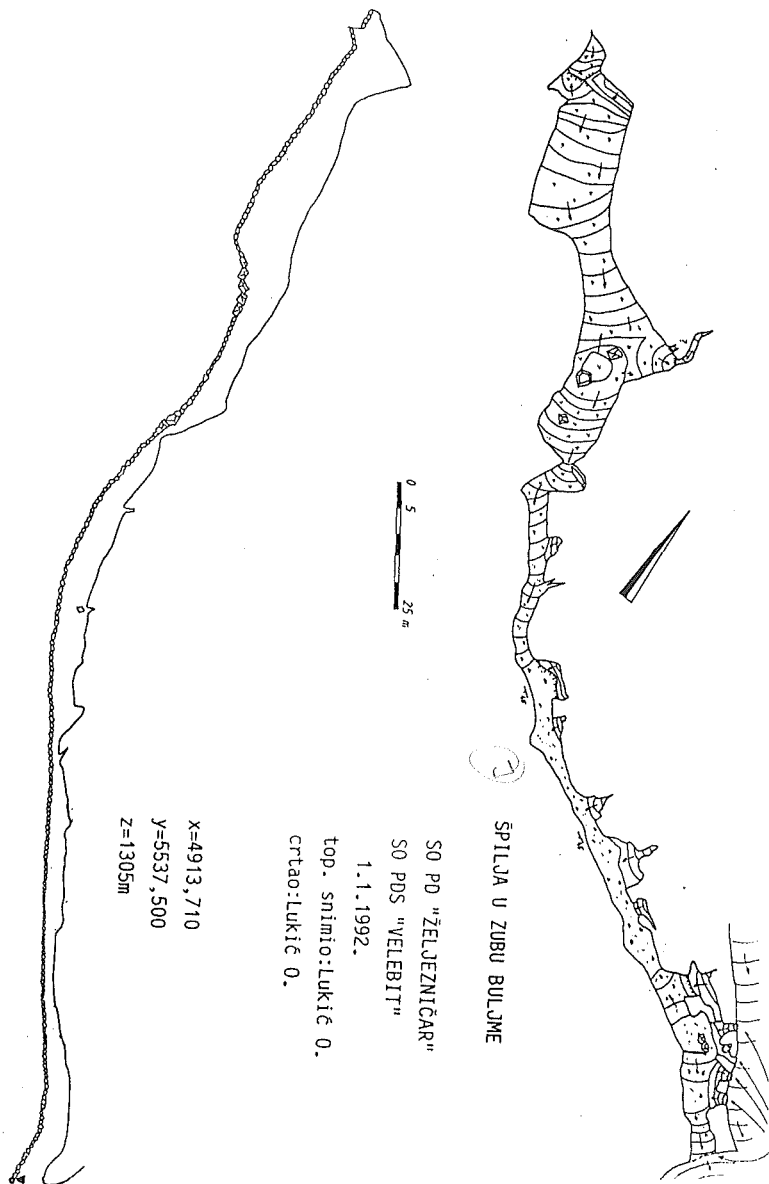 ŠPILJA U ZUBU BULJME
SO PD "ŽELJEZNIČAR"
SO PDS "VELEBIT"
1.1.1992.
top. snimio:Lukić O.
crtao:Lukić O.
x=4913,710
y=5537,500
z=1305m
0 5 25 m